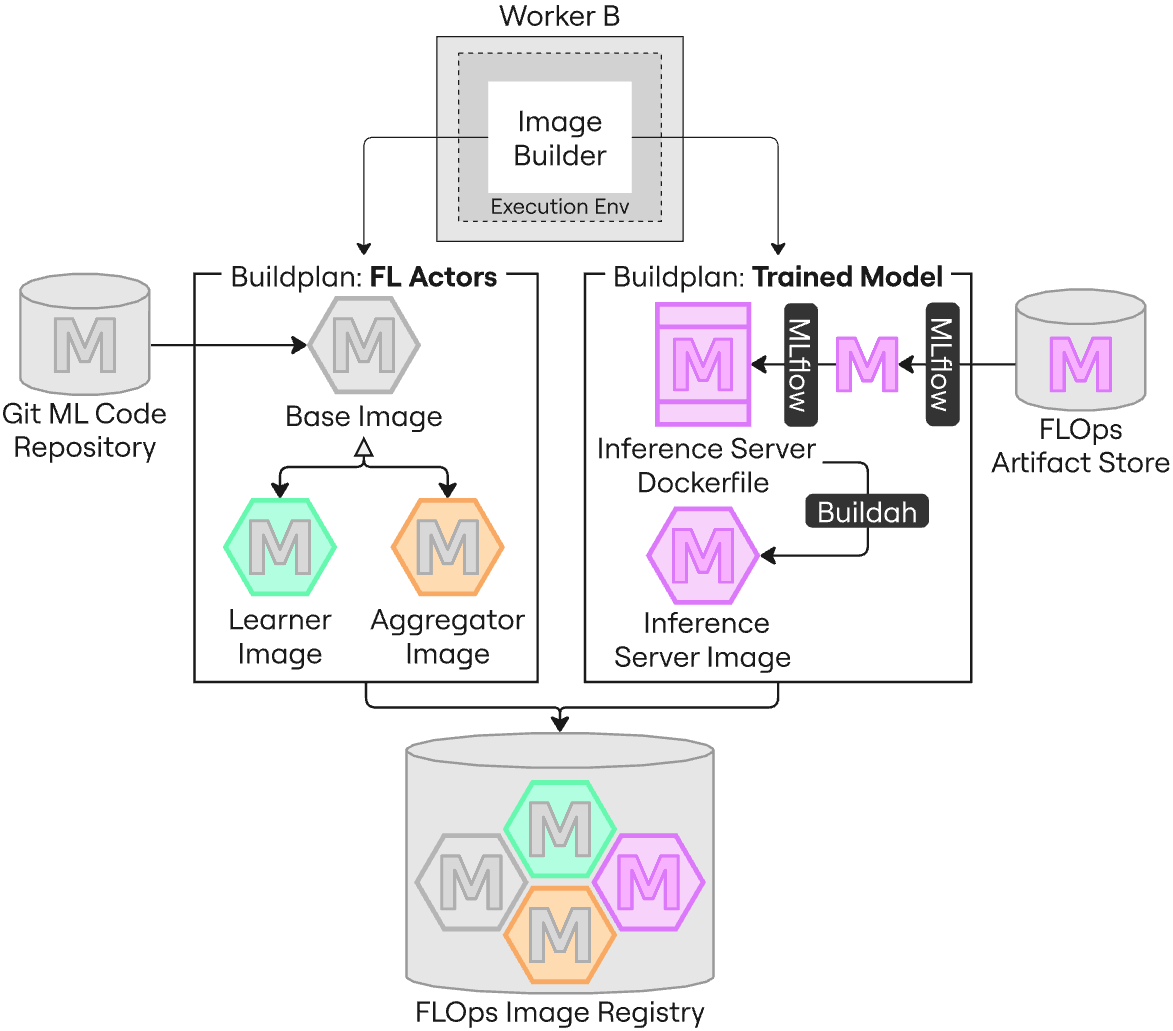 Worker B
Image
Builder
Execution Env
Buildplan: FL Actors
Buildplan: Trained Model
M
Git ML Code
Repository
M
Base Image
M
Learner
Image
M
Aggregator
Image
M
Inference Server
Dockerfile
MLflow
M
MLflow
M
FLOps
Artifact Store
Buildah
M
Inference
Server Image
M
M
M
M
FLOps Image Registry